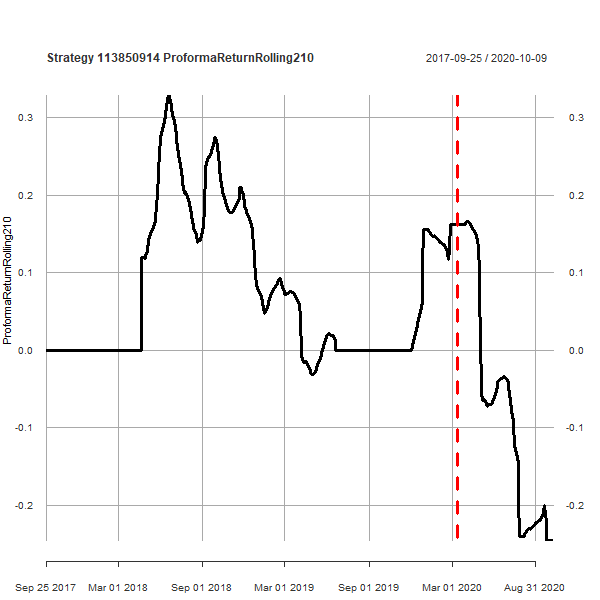 Strategy 113850914 ProformaReturnRolling210
2017-09-25 / 2020-10-09
0.3
0.3
0.2
0.2
0.1
0.1
0.0
0.0
-0.1
-0.1
-0.2
-0.2
ProformaReturnRolling210
Sep 25 2017
Mar 01 2018
Sep 01 2018
Mar 01 2019
Sep 01 2019
Mar 01 2020
Aug 31 2020